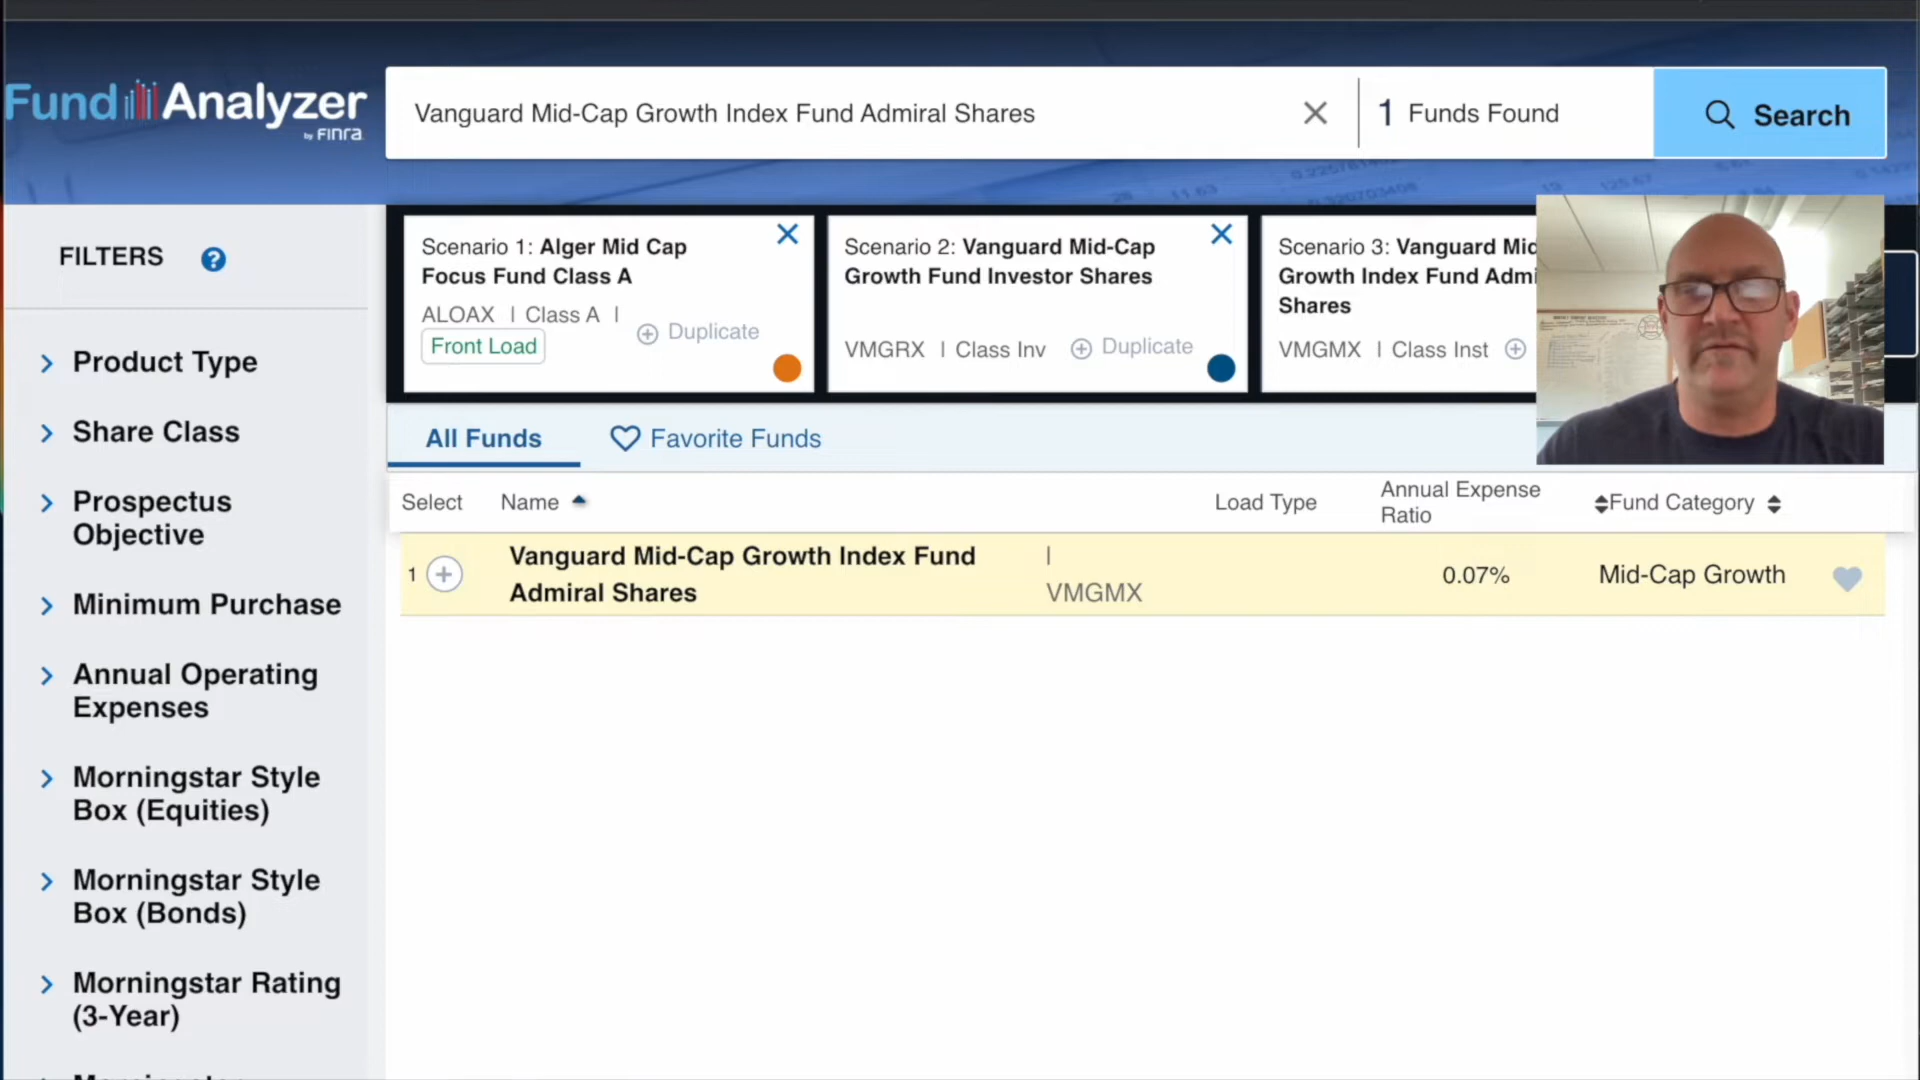 Fund Analyzer
by FINRA
Vanguard Mid-Cap Growth Index Fund Admiral Shares
1 Funds Found
Search
FILTERS ?
Product Type
Share Class
Prospectus
Objective
Minimum Purchase
Annual Operating
Expenses
Morningstar Style
Box (Equities)
Morningstar Style
Box (Bonds)
Morningstar Rating
(3-Year)
Scenario 1: Alger Mid Cap
Focus Fund Class A
ALOAX | Class A |
Front Load
Duplicate
Scenario 2: Vanguard Mid-Cap
Growth Fund Investor Shares
VMGRX | Class Inv
Duplicate
Scenario 3: Vanguard Mid
Growth Index Fund Admi
Shares
VMGMX | Class Inst
All Funds
Favorite Funds
Select Name Load Type Annual Expense Ratio Fund Category
1 Vanguard Mid-Cap Growth Index Fund
Admiral Shares
|
VMGMX
0.07%
Mid-Cap Growth